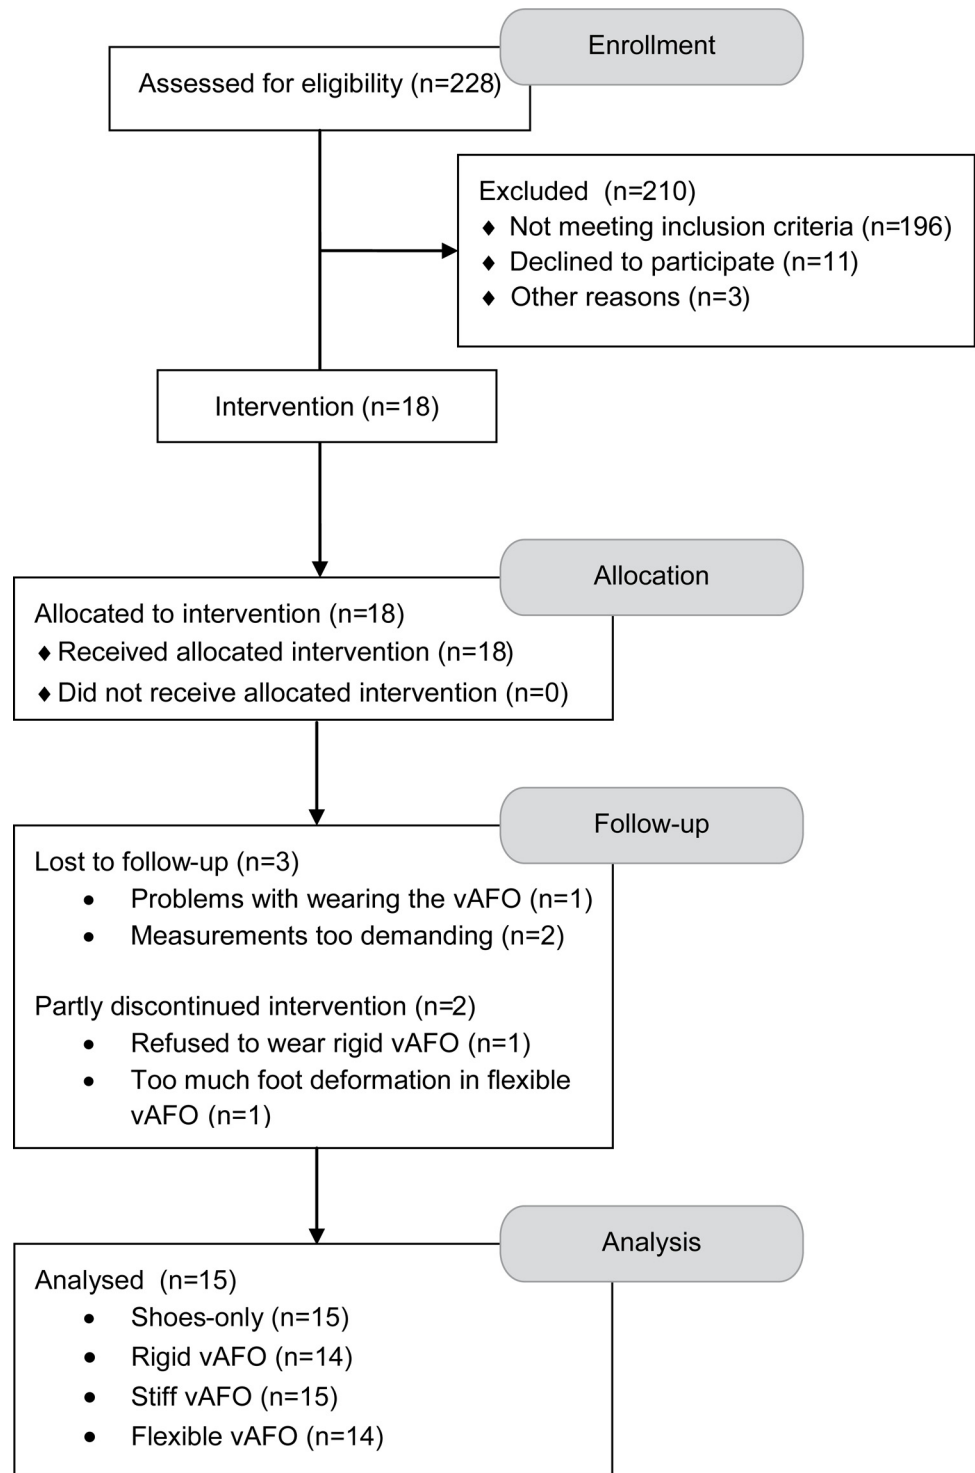 Enrollment
Assessed for eligibility (n=228)
Excluded (n=210)
♦ Not meeting inclusion criteria (n=196)
♦ Declined to participate (n=11)
♦ Other reasons (n=3)
Intervention (n=18)
Allocation
Allocated to intervention (n=18)
♦ Received allocated intervention (n=18)
♦ Did not receive allocated intervention (n=0)
Follow-up
Lost to follow-up (n=3)
• Problems with wearing the vAFO (n=1)
• Measurements too demanding (n=2)
Partly discontinued intervention (n=2)
• Refused to wear rigid vAFO (n=1)
• Too much foot deformation in flexible
vAFO (n=1)
Analysis
Analysed (n=15)
• Shoes-only (n=15)
• Rigid vAFO (n=14)
• Stiff vAFO (n=15)
• Flexible vAFO (n=14)